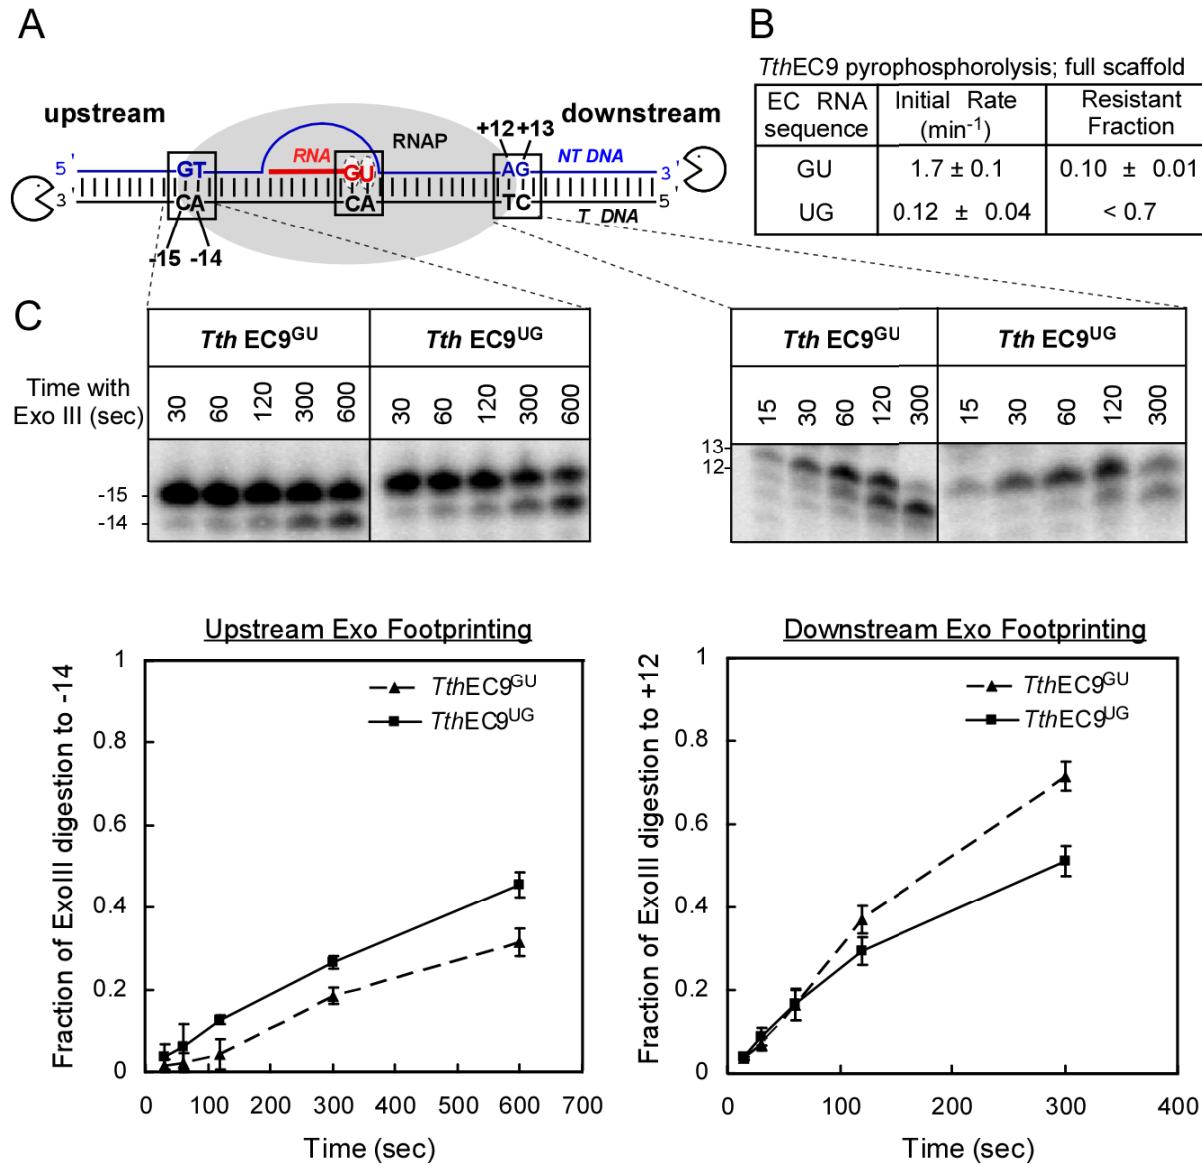 A
upstream
downstream
RNAP
+12 +13
RNA
NT DNA
5'
3'
GT
GU
AG
3'
5'
CA
CA
TC
T DNA
-15
-14
B
TthEC9 pyrophosphorolysis; full scaffold
EC RNA sequence
Initial Rate (min-1)
Resistant Fraction
GU
1.7 ± 0.1
0.10 ± 0.01
UG
0.12 ± 0.04
< 0.7
C
Tth EC9GU
Tth EC9UG
Time with
Exo III (sec)
30 60 120 300 600
30 60 120 300 600
-15
-14
Tth EC9GU
Tth EC9UG
15 30 60 120 300
15 30 60 120 300
13
12
Upstream Exo Footprinting
Fraction of ExoIII digestion to -14
1
0.8
0.6
0.4
0.2
0
TthEC9GU
TthEC9UG
0 100 200 300 400 500 600 700
Time (sec)
Downstream Exo Footprinting
Fraction of ExoIII digestion to +12
1
0.8
0.6
0.4
0.2
0
TthEC9GU
TthEC9UG
0 100 200 300 400
Time (sec)